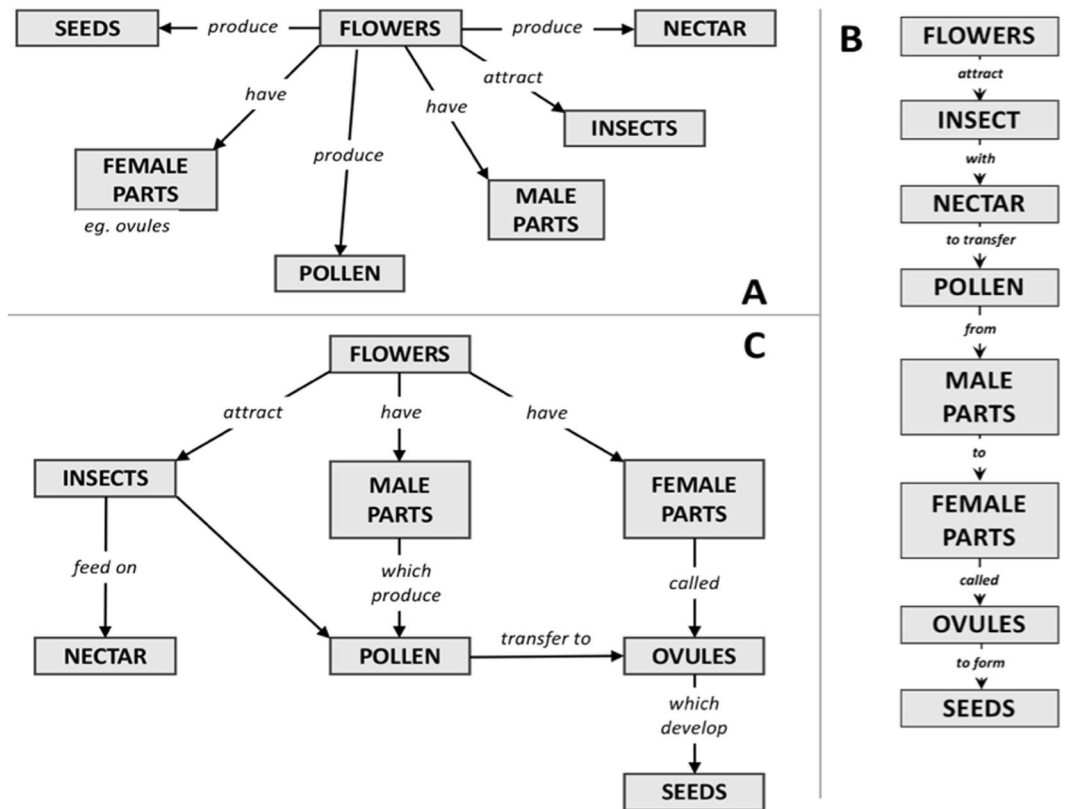 SEEDS
produce
FLOWERS
produce
NECTAR
have
have
attract
INSECTS
produce
FEMALE
PARTS
eg. ovules
MALE
PARTS
POLLEN
A
B
FLOWERS
attract
INSECT
with
NECTAR
to transfer
POLLEN
from
MALE
PARTS
to
FEMALE
PARTS
called
OVULES
to form
SEEDS
C
FLOWERS
attract
have
have
INSECTS
MALE
PARTS
FEMALE
PARTS
feed on
which
produce
called
NECTAR
POLLEN
transfer to
OVULES
which
develop
SEEDS